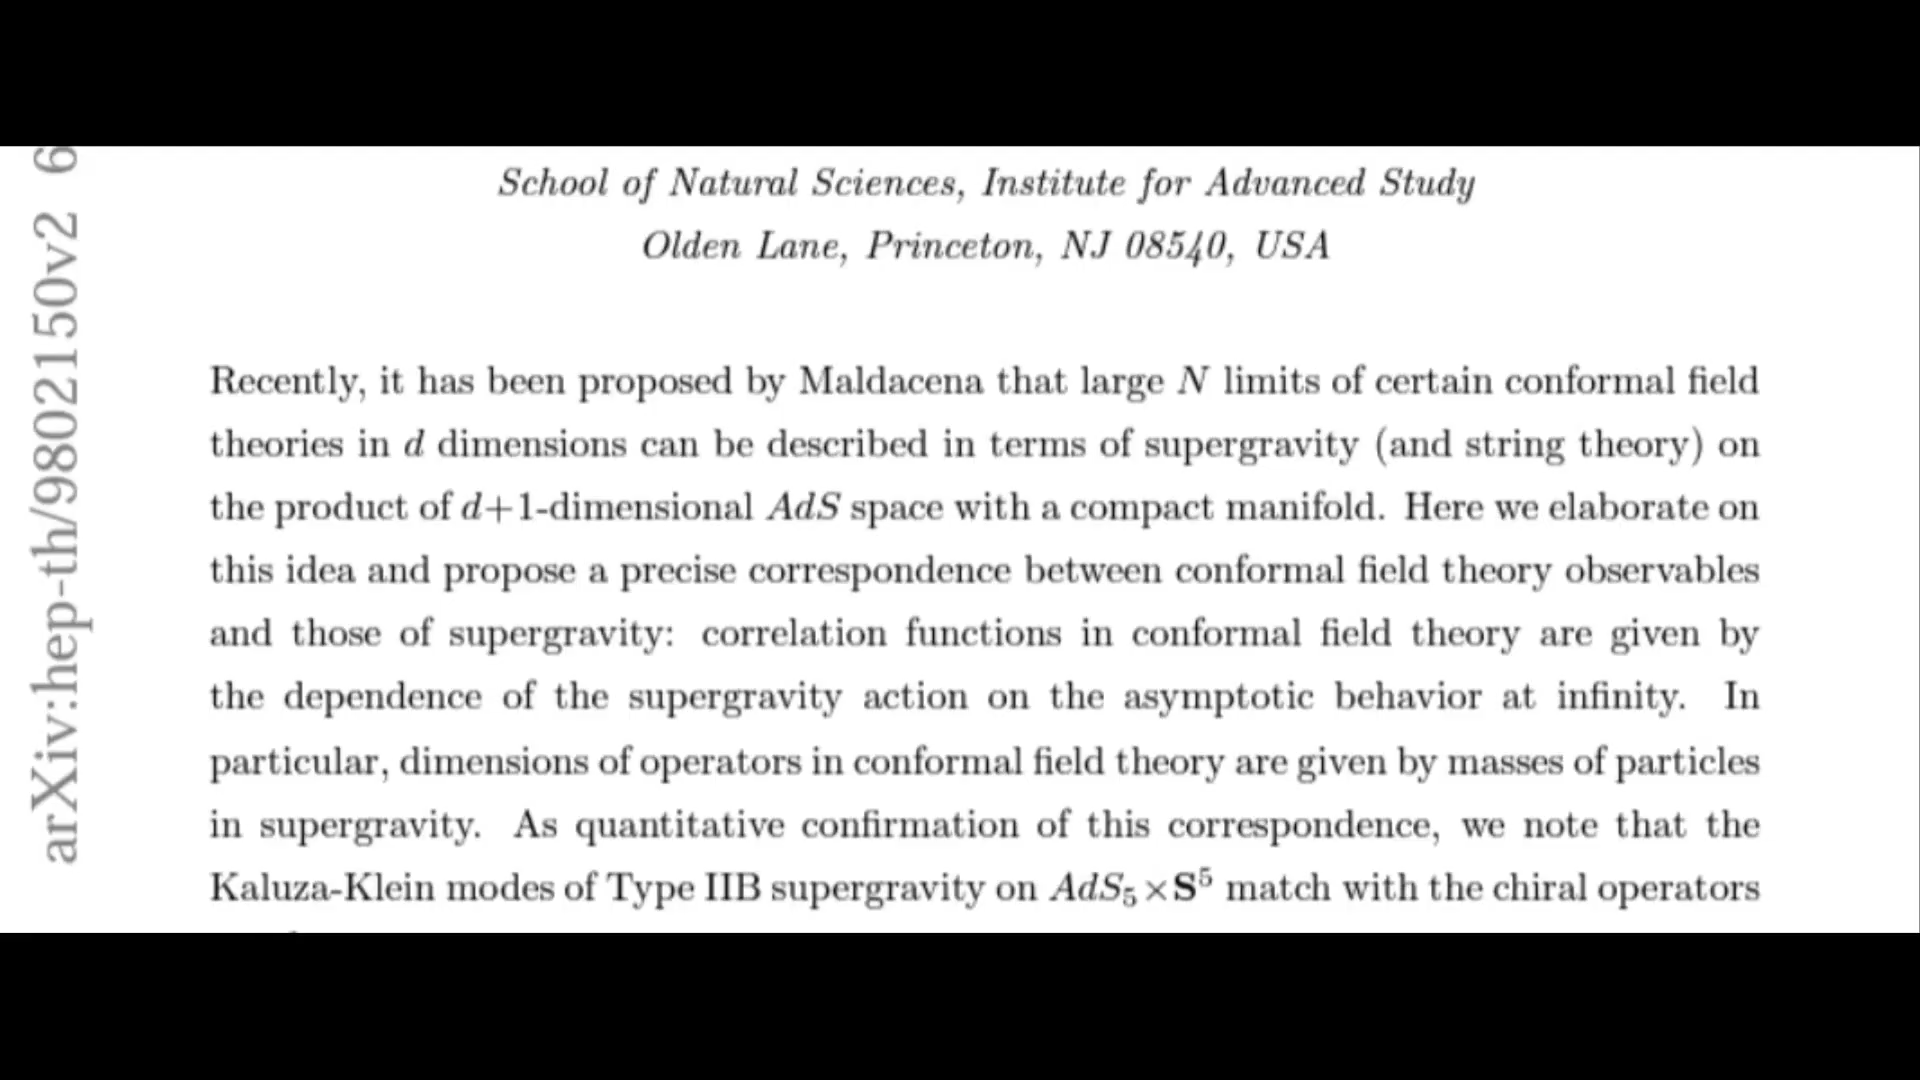 School of Natural Sciences, Institute for Advanced Study
Olden Lane, Princeton, NJ 08540, USA
Recently, it has been proposed by Maldacena that large N limits of certain conformal field
theories in d dimensions can be described in terms of supergravity (and string theory) on
the product of d+1-dimensional AdS space with a compact manifold. Here we elaborate on
this idea and propose a precise correspondence between conformal field theory observables
and those of supergravity: correlation functions in conformal field theory are given by
the dependence of the supergravity action on the asymptotic behavior at infinity. In
particular, dimensions of operators in conformal field theory are given by masses of particles
in supergravity. As quantitative confirmation of this correspondence, we note that the
Kaluza-Klein modes of Type IIB supergravity on AdS₅×S⁵ match with the chiral operators
arXiv:hep-th/9802150v2 6